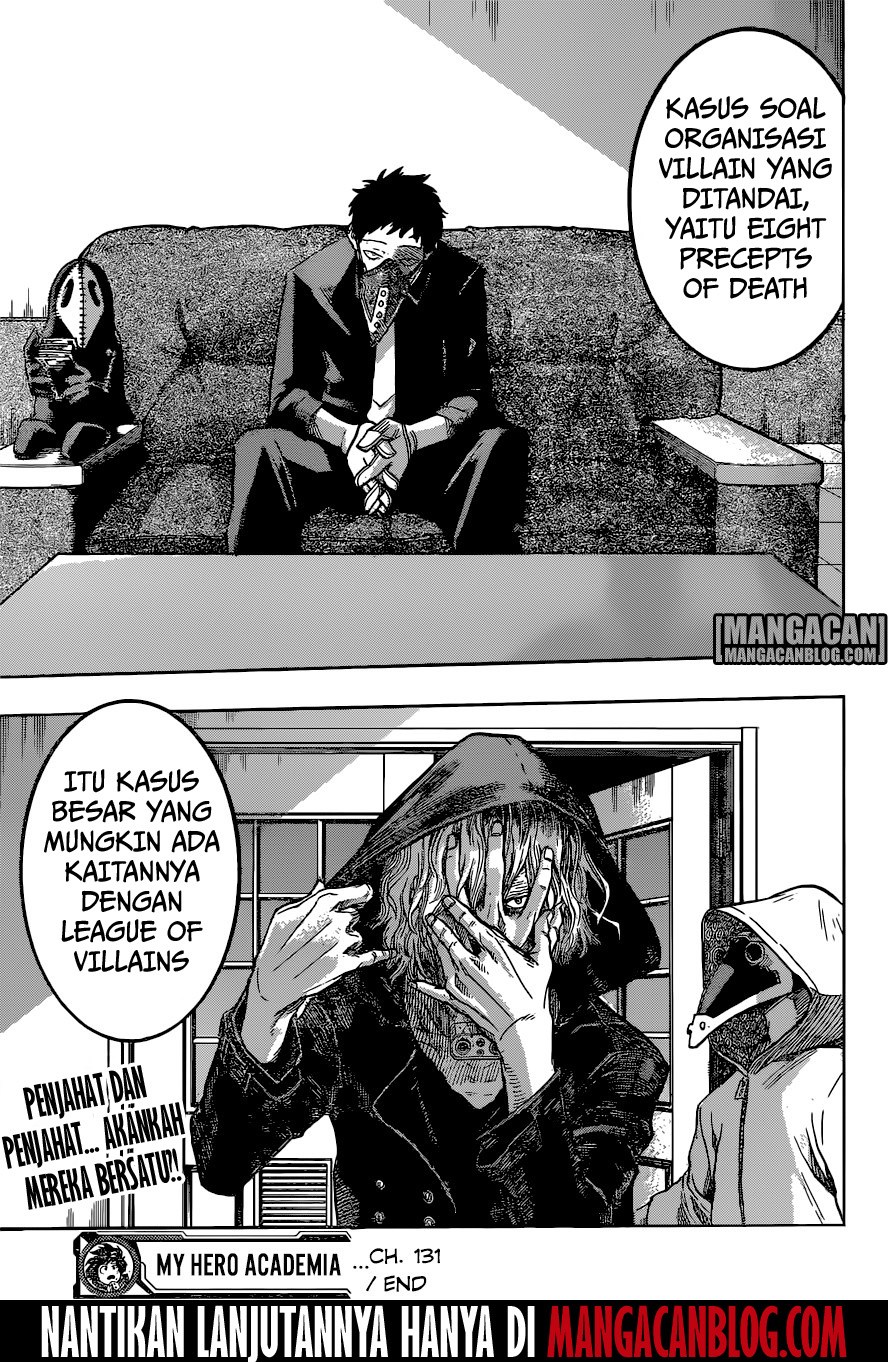 KASUS SOAL
ORGANISASI
VILLAIN YANG
DITANDAI,
YAITU EIGHT
PRECEPTS
OF DEATH
[MANGACAN]
MANGACANBLOG.COM
ITU KASUS
BESAR YANG
MUNGKIN ADA
KAITANNYA
DENGAN
LEAGUE OF
VILLAINS
PENJAHAT DAN
PENJAHAT... AKANKAH
MEREKA BERSATU?!
MY HERO ACADEMIA ...CH. 131
/ END
NANTIKAN LANJUTANNYA HANYA DI MANGACANBLOG.COM